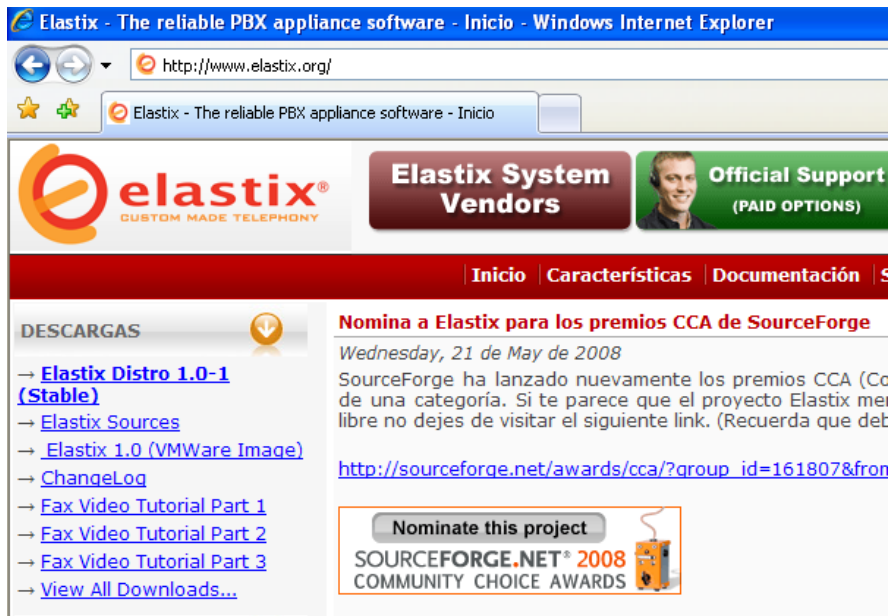 Elastix - The reliable PBX appliance software - Inicio - Windows Internet Explorer
http://www.elastix.org/
Elastix - The reliable PBX appliance software - Inicio
elastix®
CUSTOM MADE TELEPHONY
Elastix System
Vendors
Official Support
(PAID OPTIONS)
Inicio Características Documentación S
DESCARGAS
→ Elastix Distro 1.0-1
(Stable)
→ Elastix Sources
→ Elastix 1.0 (VMWare Image)
→ ChangeLog
→ Fax Video Tutorial Part 1
→ Fax Video Tutorial Part 2
→ Fax Video Tutorial Part 3
→ View All Downloads...
Nomina a Elastix para los premios CCA de SourceForge
Wednesday, 21 de May de 2008
SourceForge ha lanzado nuevamente los premios CCA (Co
de una categoría. Si te parece que el proyecto Elastix mer
libre no dejes de visitar el siguiente link. (Recuerda que deb
http://sourceforge.net/awards/cca/?group_id=161807&from
Nominate this project
SOURCEFORGE.NET® 2008
COMMUNITY CHOICE AWARDS